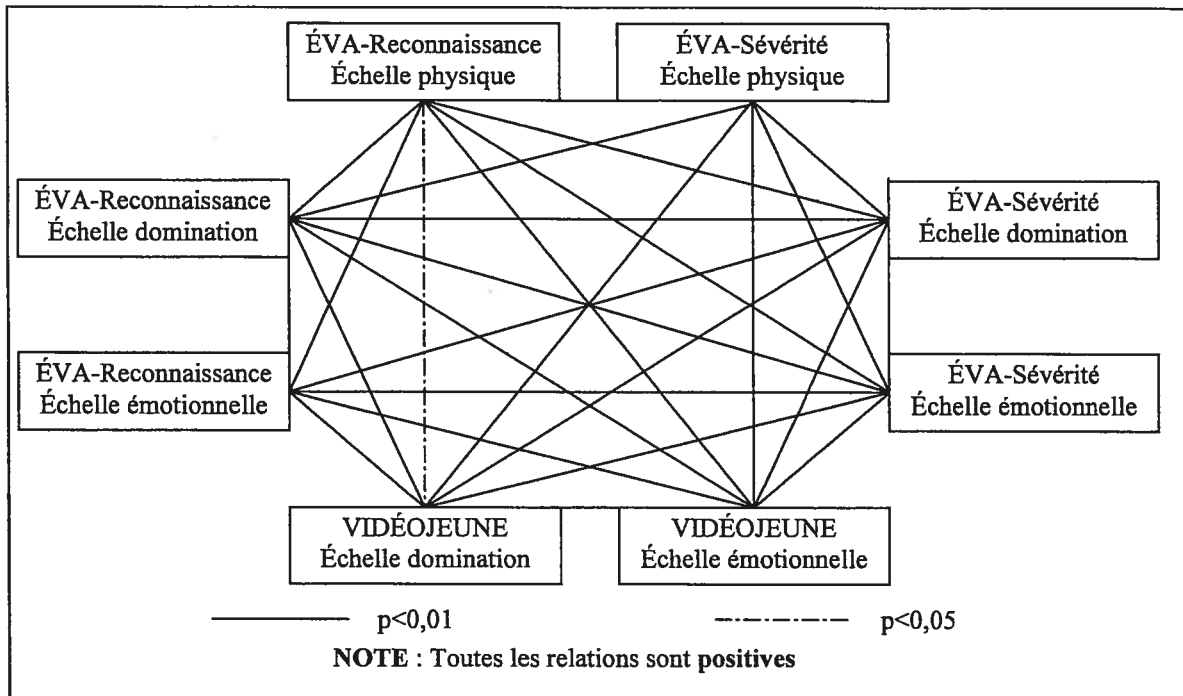 ÉVA-Reconnaissance
Échelle physique
ÉVA-Sévérité
Échelle physique
ÉVA-Reconnaissance
Échelle domination
ÉVA-Sévérité
Échelle domination
ÉVA-Reconnaissance
Échelle émotionnelle
ÉVA-Sévérité
Échelle émotionnelle
VIDÉOJEUNE
Échelle domination
VIDÉOJEUNE
Échelle émotionnelle
p<0,01
p<0,05
NOTE : Toutes les relations sont positives